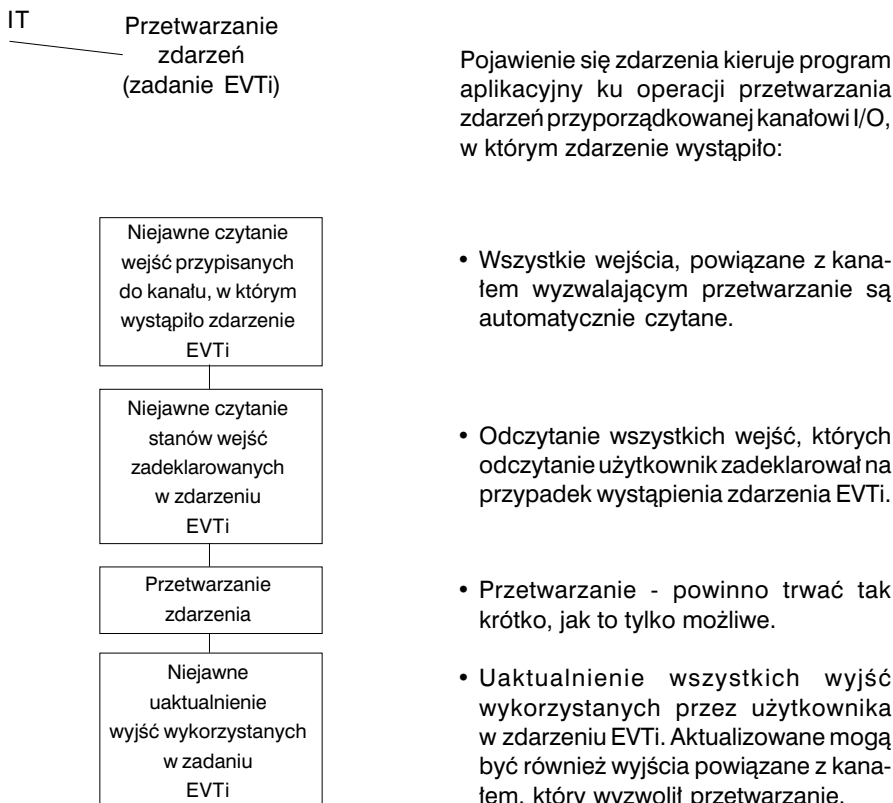 IT
Przetwarzanie
zdarzeń
(zadanie EVTi)
Pojawienie się zdarzenia kieruje program
aplikacyjny ku operacji przetwarzania
zdarzeń przyporządkowanej kanałowi I/O,
w którym zdarzenie wystąpiło:
Niejawne czytanie
wejść przypisanych
do kanału, w którym
wystąpiło zdarzenie
EVTi
• Wszystkie wejścia, powiązane z kana-
łem wyzwalającym przetwarzanie są
automatycznie czytane.
Niejawne czytanie
stanów wejść
zadeklarowanych
w zdarzeniu
EVTi
• Odczytanie wszystkich wejść, których
odczytanie użytkownik zadeklarował na
przypadek wystąpienia zdarzenia EVTi.
Przetwarzanie
zdarzenia
• Przetwarzanie - powinno trwać tak
krótko, jak to tylko możliwe.
Niejawne
uaktualnienie
wyjść wykorzystanych
w zadaniu
EVTi
• Uaktualnienie wszystkich wyjść
wykorzystanych przez użytkownika
w zdarzeniu EVTi. Aktualizowane mogą
być również wyjścia powiązane z kana-
łem, który wyzwolił przetwarzanie.